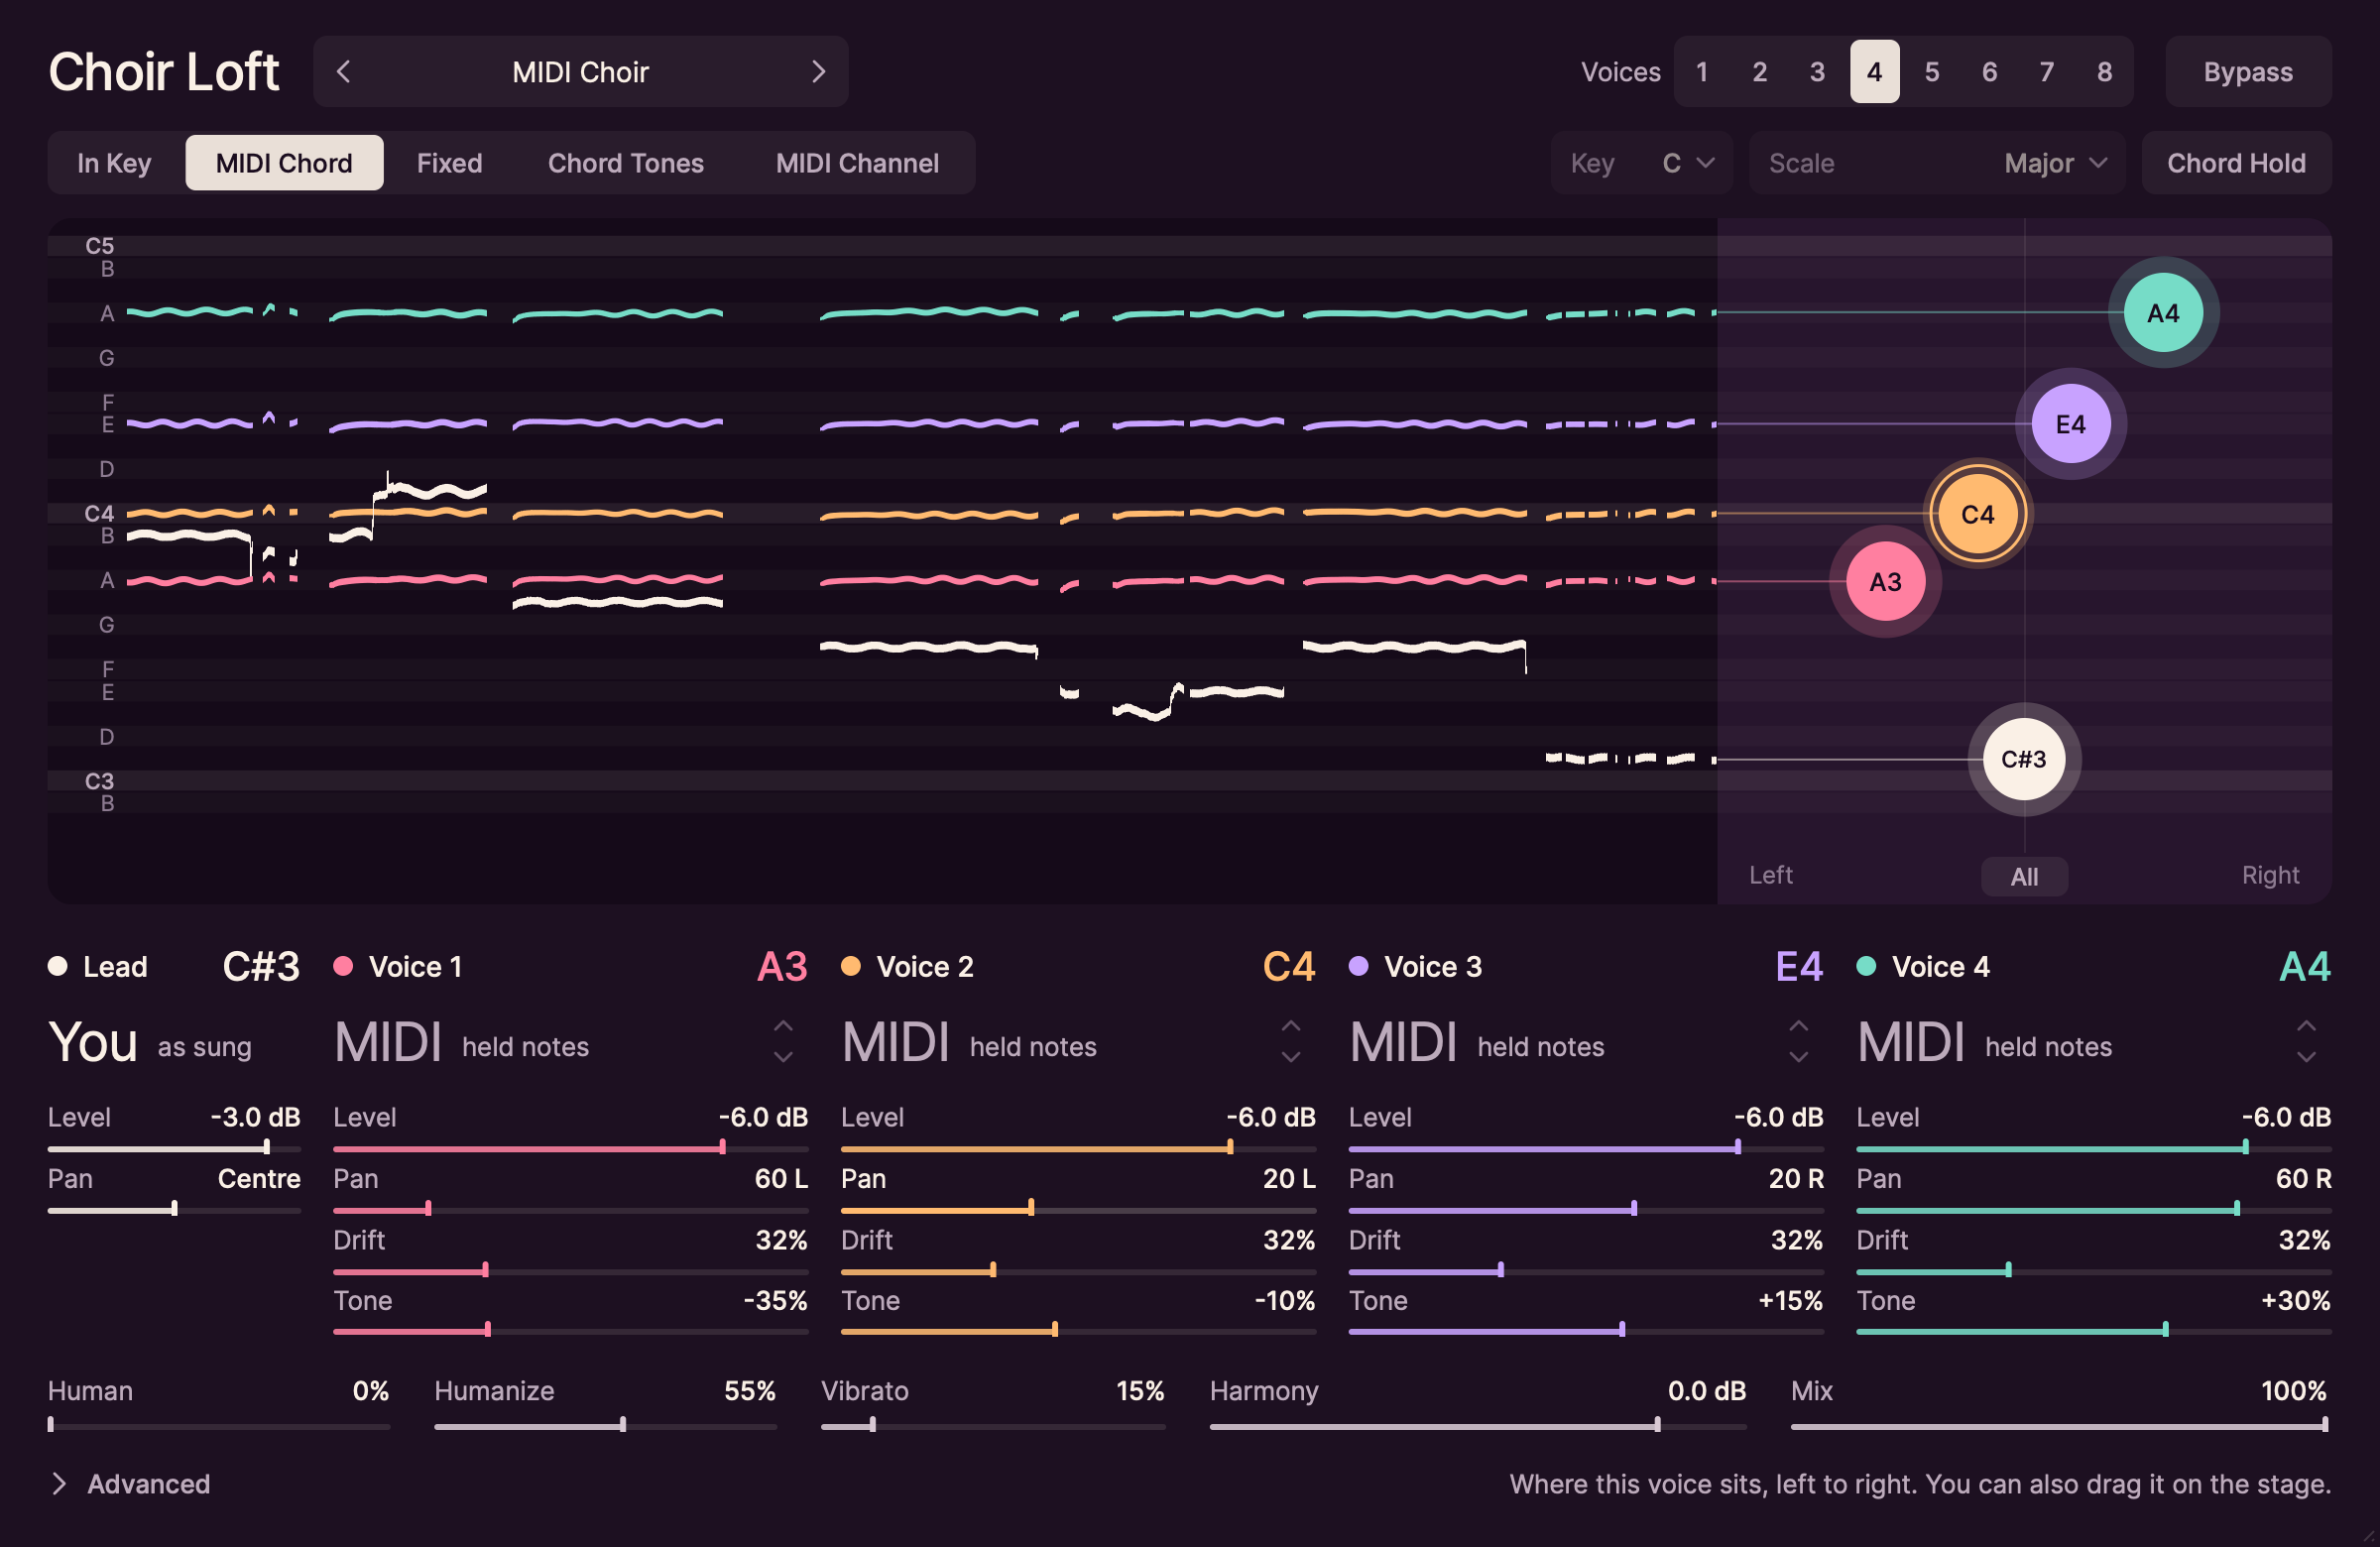 Choir Loft
MIDI Choir
Voices 1 2 3 4 5 6 7 8
Bypass
In Key MIDI Chord Fixed Chord Tones MIDI Channel
Key C
Scale Major
Chord Hold
C5
B
A
G
F
E
D
C4
B
A
G
F
E
D
C3
B
A4
E4
C4
A3
C#3
Left All Right
Lead C#3
You as sung
Level -3.0 dB
Pan Centre
Voice 1 A3
MIDI held notes
Level -6.0 dB
Pan 60 L
Drift 32%
Tone -35%
Voice 2 C4
MIDI held notes
Level -6.0 dB
Pan 20 L
Drift 32%
Tone -10%
Voice 3 E4
MIDI held notes
Level -6.0 dB
Pan 20 R
Drift 32%
Tone +15%
Voice 4 A4
MIDI held notes
Level -6.0 dB
Pan 60 R
Drift 32%
Tone +30%
Human 0%
Humanize 55%
Vibrato 15%
Harmony 0.0 dB
Mix 100%
Advanced
Where this voice sits, left to right. You can also drag it on the stage.